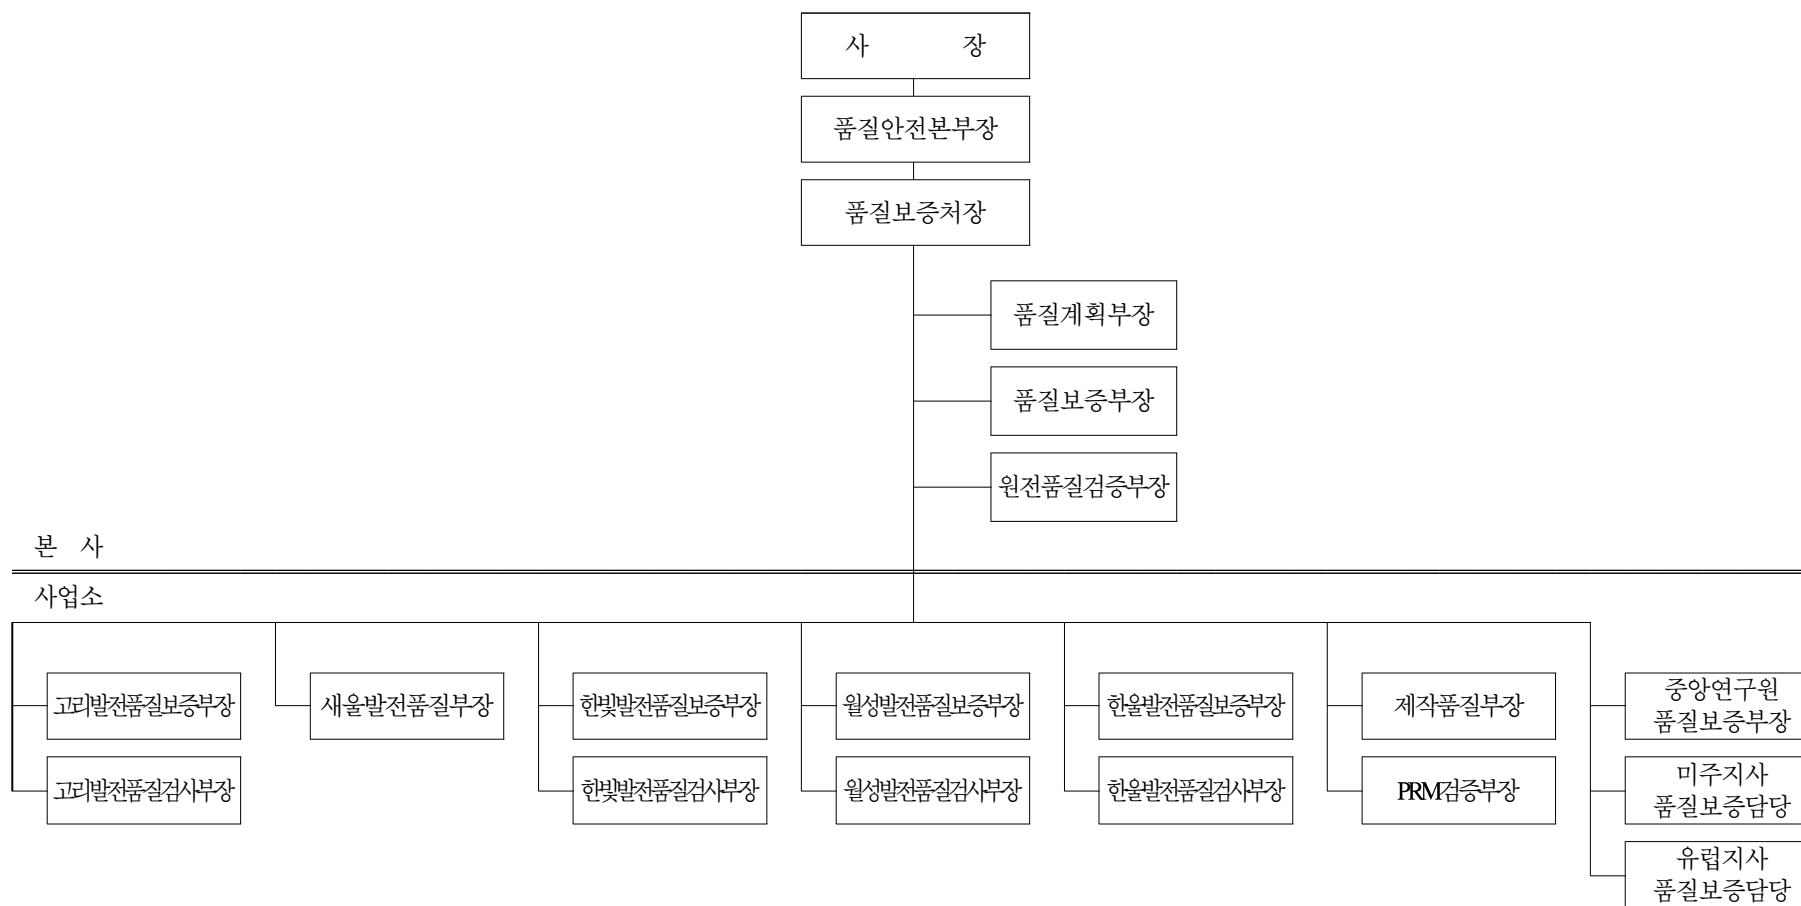 사 장
품질안전본부장
품질보증처장
품질계획부장
품질보증부장
원전품질검증부장
본 사
사업소
고리발전품질보증부장
고리발전품질검사부장
새울발전품질부장
한빛발전품질보증부장
한빛발전품질검사부장
월성발전품질보증부장
월성발전품질검사부장
한울발전품질보증부장
한울발전품질검사부장
제작품질부장
PRM검증부장
중앙연구원
품질보증부장
미주지사
품질보증담당
유럽지사
품질보증담당